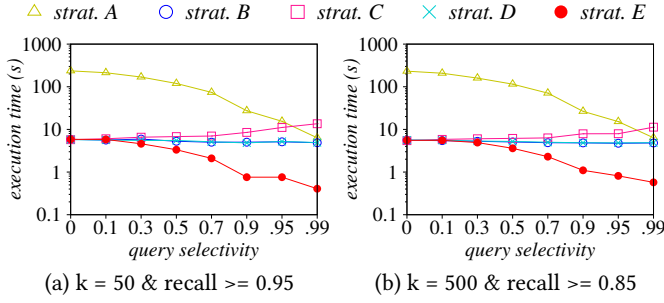 strat. A strat. B strat. C strat. D strat. E
execution time (s)
1000
100
10
1
0.1
0 0.1 0.3 0.5 0.7 0.9 .95 .99
query selectivity
(a) k = 50 & recall >= 0.95
execution time (s)
1000
100
10
1
0.1
0 0.1 0.3 0.5 0.7 0.9 .95 .99
query selectivity
(b) k = 500 & recall >= 0.85